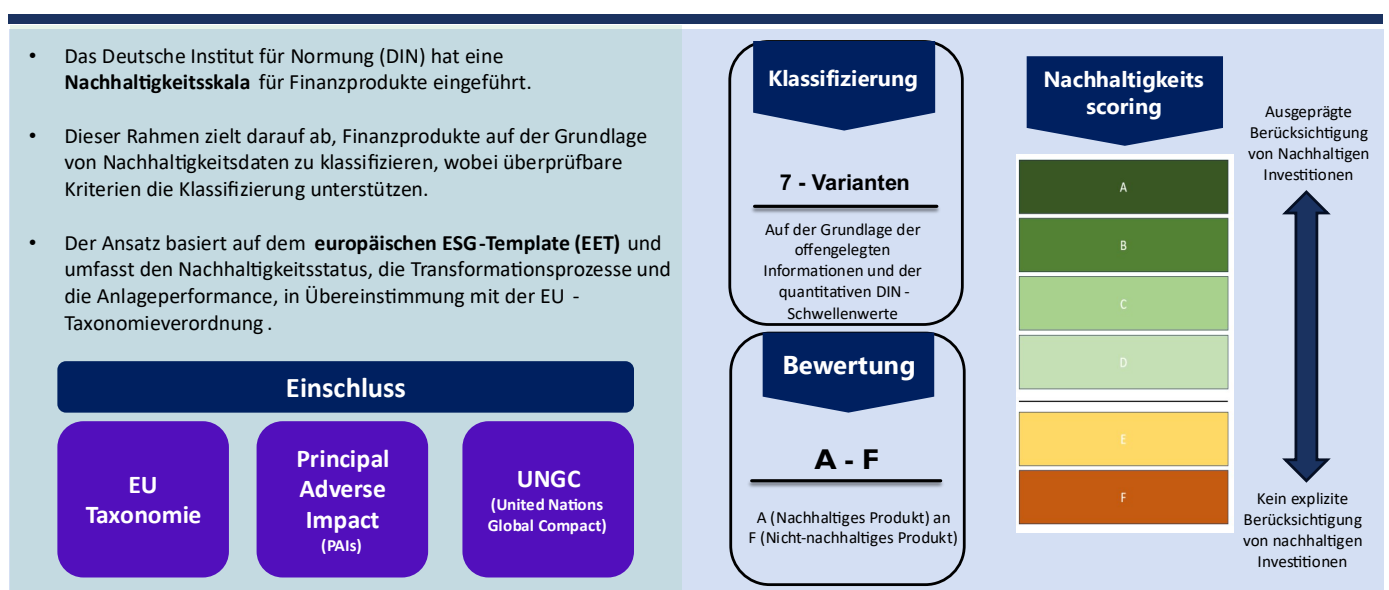 • Das Deutsche Institut für Normung (DIN) hat eine
Nachhaltigkeitsskala für Finanzprodukte eingeführt.
• Dieser Rahmen zielt darauf ab, Finanzprodukte auf der Grundlage
von Nachhaltigkeitsdaten zu klassifizieren, wobei überprüfbare
Kriterien die Klassifizierung unterstützen.
• Der Ansatz basiert auf dem europäischen ESG-Template (EET) und
umfasst den Nachhaltigkeitsstatus, die Transformationsprozesse und
die Anlageperformance, in Übereinstimmung mit der EU -
Taxonomieverordnung .
Einschluss
EU
Taxonomie
Principal
Adverse
Impact
(PAIs)
UNGC
(United Nations
Global Compact)
Klassifizierung
7 - Varianten
Auf der Grundlage der
offengelegten
Informationen und der
quantitativen DIN -
Schwellenwerte
Bewertung
A - F
A (Nachhaltiges Produkt) an
F (Nicht-nachhaltiges Produkt)
Nachhaltigkeits
scoring
A
B
C
D
E
F
Ausgeprägte
Berücksichtigung
von Nachhaltigen
Investitionen
Kein explizite
Berücksichtigung
von nachhaltigen
Investitionen